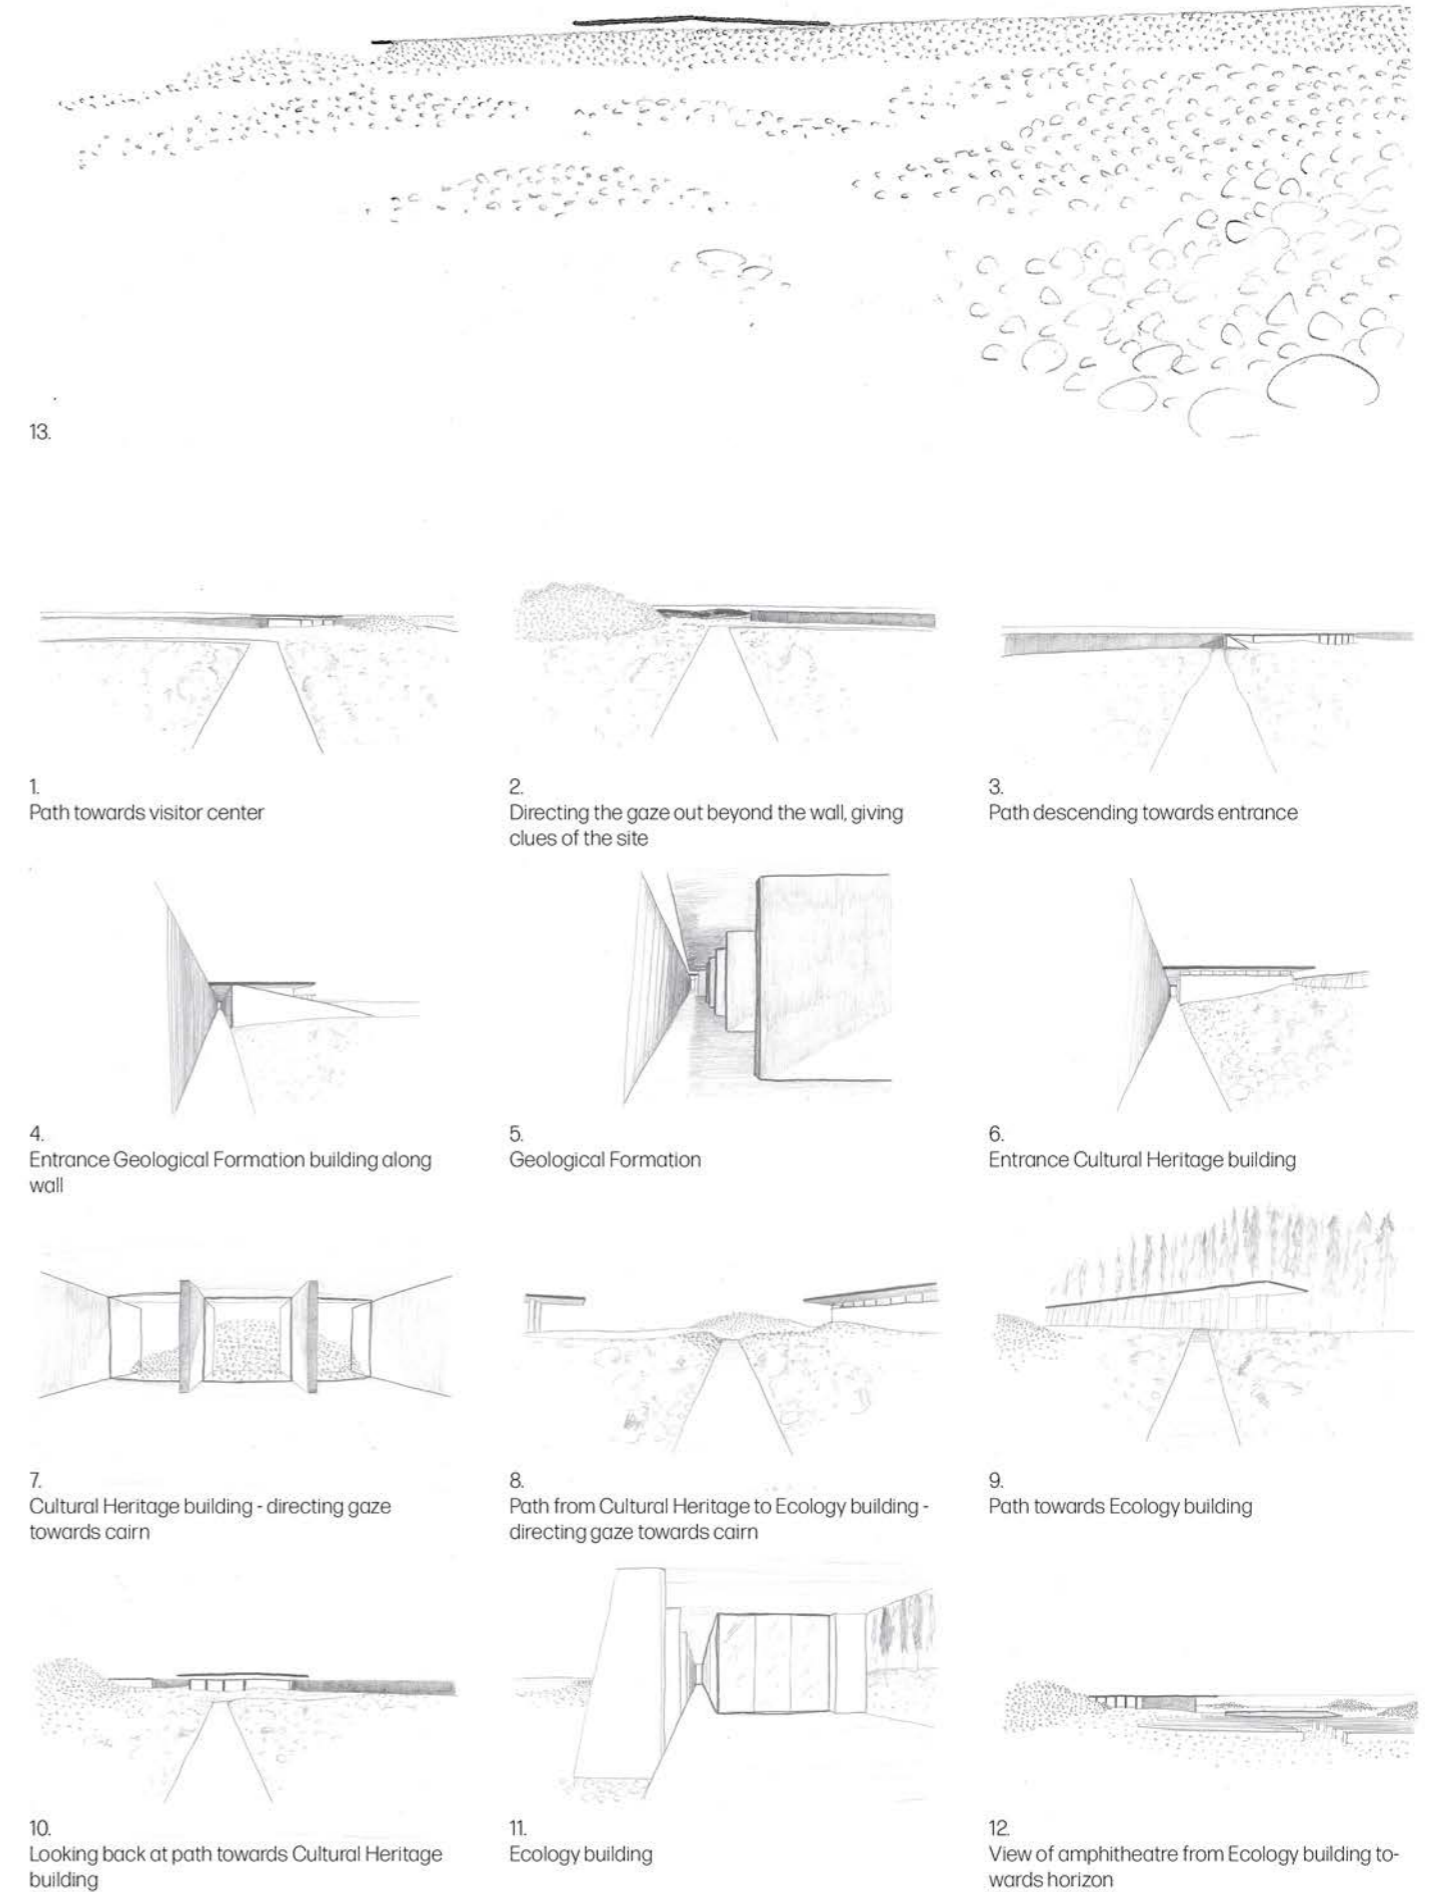 13.
1.
Path towards visitor center
2.
Directing the gaze out beyond the wall, giving
clues of the site
3.
Path descending towards entrance
4.
Entrance Geological Formation building along
wall
5.
Geological Formation
6.
Entrance Cultural Heritage building
7.
Cultural Heritage building - directing gaze
towards cairn
8.
Path from Cultural Heritage to Ecology building -
directing gaze towards cairn
9.
Path towards Ecology building
10.
Looking back at path towards Cultural Heritage
building
11.
Ecology building
12.
View of amphitheatre from Ecology building to-
wards horizon